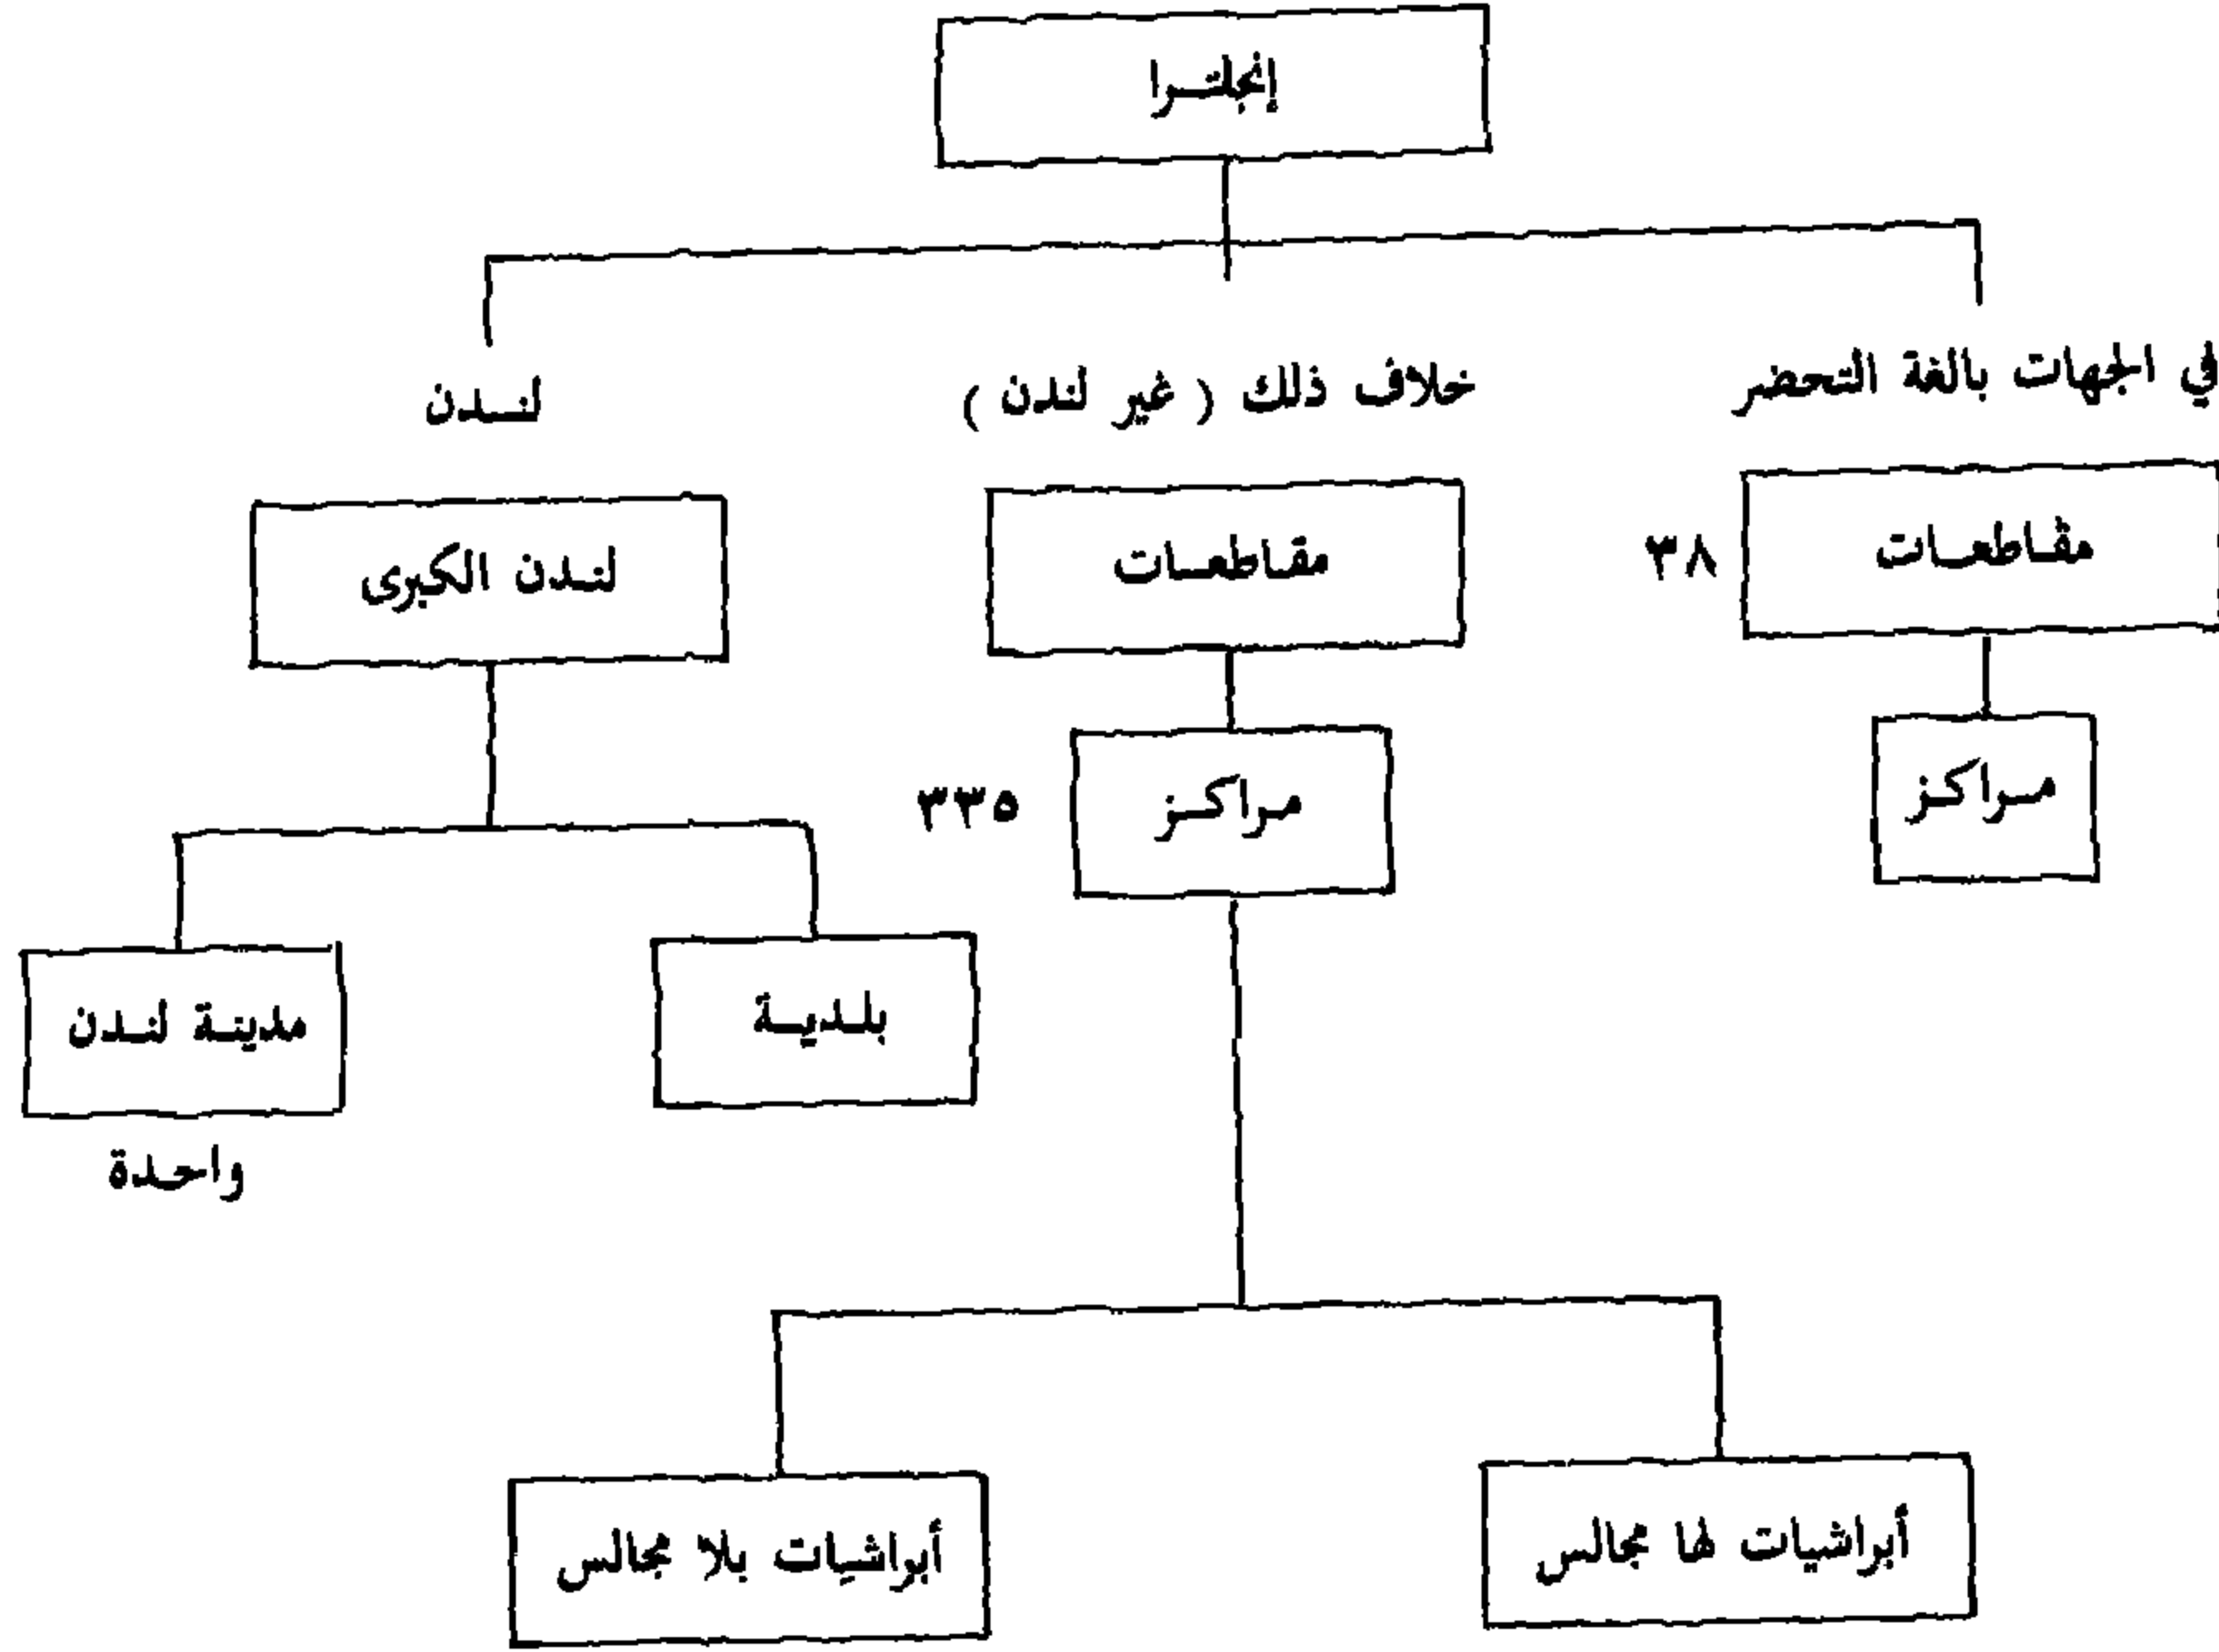 إنجلترا
في الجهات بالغة التحضر
خلاف ذلك ( غير لندن )
لندن
مقاطعات
٣٨
مقاطعات
لندن الكبرى
مراكز
مراكز
٣٣٥
بلدية
مدينة لندن
واحدة
أبراشيات لها مجالس
أبراشيات بلا مجالس